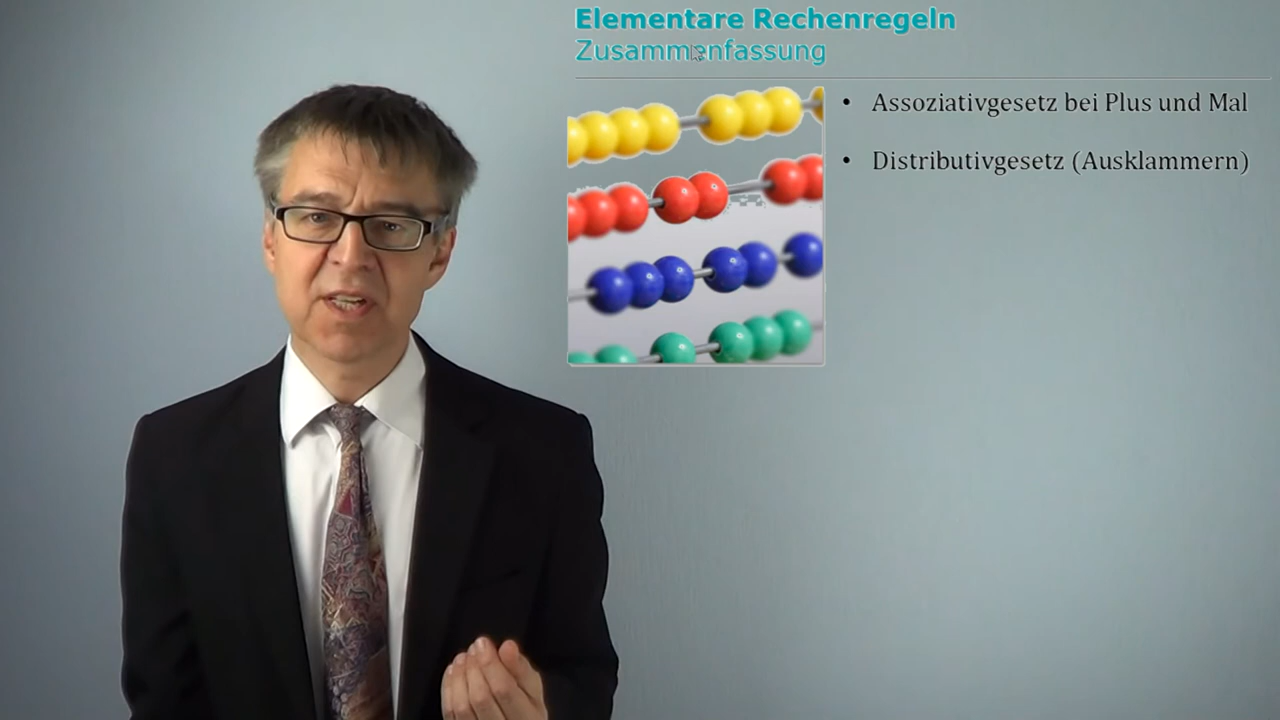 Elementare Rechenregeln
Zusammenfassung
• Assoziativgesetz bei Plus und Mal
• Distributivgesetz (Ausklammern)